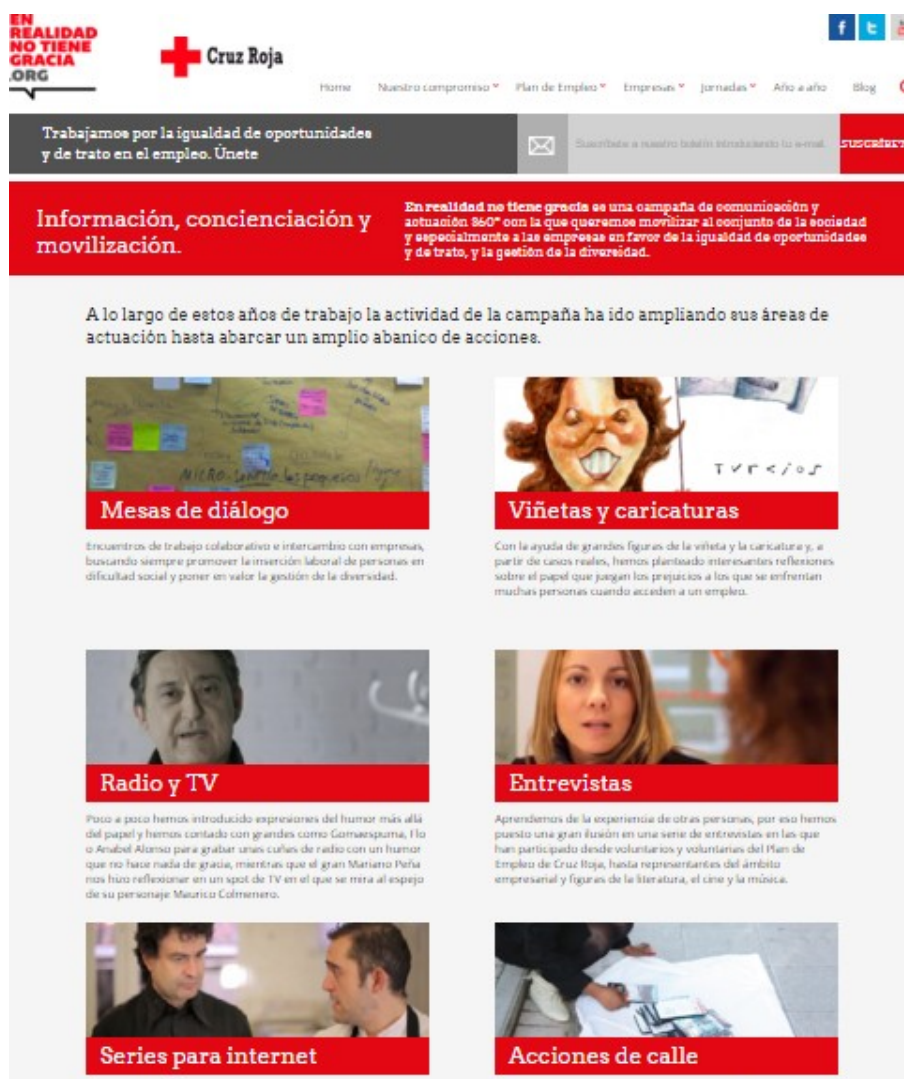 EN
REALIDAD
NO TIENE
GRACIA
.ORG
Cruz Roja
Home Nuestro compromiso Plan de Empleo Empresas Jornadas Año a año Blog
Trabajamos por la igualdad de oportunidades
y de trato en el empleo. Únete
Suscríbete a nuestro boletín introduciendo tu e-mail
Información, concienciación y
movilización.
En realidad no tiene gracia es una campaña de comunicación y
actuación 360º con la que queremos movilizar al conjunto de la sociedad
y especialmente a las empresas en favor de la igualdad de oportunidades
y de trato, y la gestión de la diversidad.
A lo largo de estos años de trabajo la actividad de la campaña ha ido ampliando sus áreas de
actuación hasta abarcar un amplio abanico de acciones.
Mesas de diálogo
Encuentros de trabajo colaborativo e intercambio con empresas,
buscando siempre promover la inserción laboral de personas en
dificultad social y poner en valor la gestión de la diversidad.
Viñetas y caricaturas
Con la ayuda de grandes figuras de la viñeta y la caricatura y, a
partir de casos reales, hemos planteado interesantes reflexiones
sobre el papel que juegan los prejuicios a los que se enfrentan
muchas personas cuando acceden a un empleo.
Radio y TV
Poco a poco hemos introducido expresiones del humor más allá
del papel y hemos contado con grandes como Gomaespuma, Flo
o Anabel Alonso para grabar unas cuñas de radio con un humor
que no hace nada de gracia, mientras que el gran Mariano Peña
nos hizo reflexionar en un spot de TV en el que se mira al espejo
de su personaje Maurico Colmenero.
Entrevistas
Aprendemos de la experiencia de otras personas, por eso hemos
puesto una gran ilusión en una serie de entrevistas en las que
han participado desde voluntarios y voluntarias del Plan de
Empleo de Cruz Roja, hasta representantes del ámbito
empresarial y figuras de la literatura, el cine y la música.
Series para internet
Acciones de calle